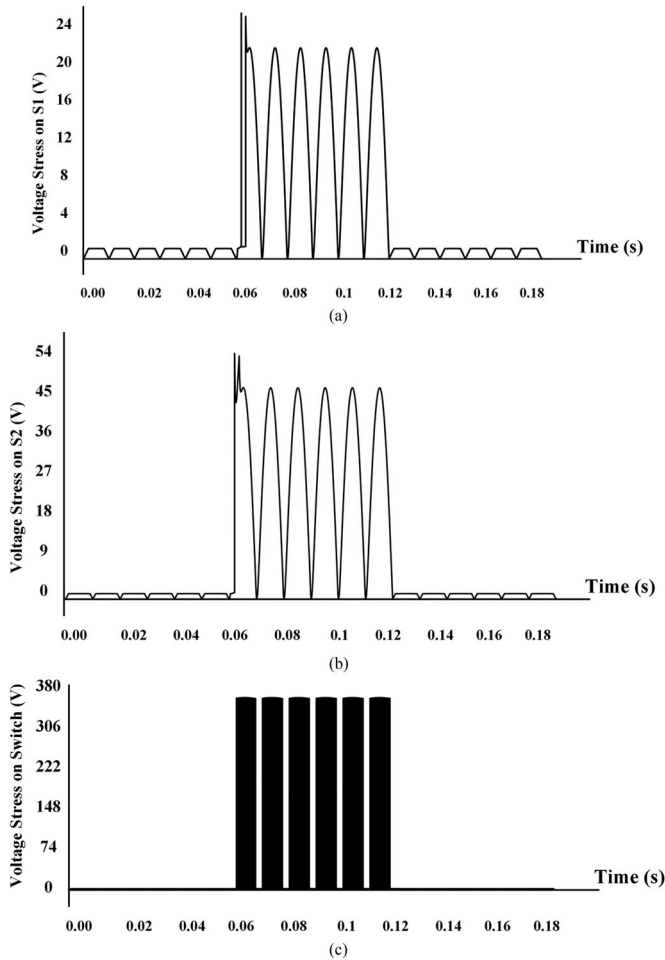 Voltage Stress on S1 (V)
24
20
16
12
8
4
0
Time (s)
0.00 0.02 0.04 0.06 0.08 0.1 0.12 0.14 0.16 0.18
(a)
Voltage Stress on S2 (V)
54
45
36
27
18
9
0
Time (s)
0.00 0.02 0.04 0.06 0.08 0.1 0.12 0.14 0.16 0.18
(b)
Voltage Stress on Switch (V)
380
306
222
148
74
0
Time (s)
0.00 0.02 0.04 0.06 0.08 0.1 0.12 0.14 0.16 0.18
(c)